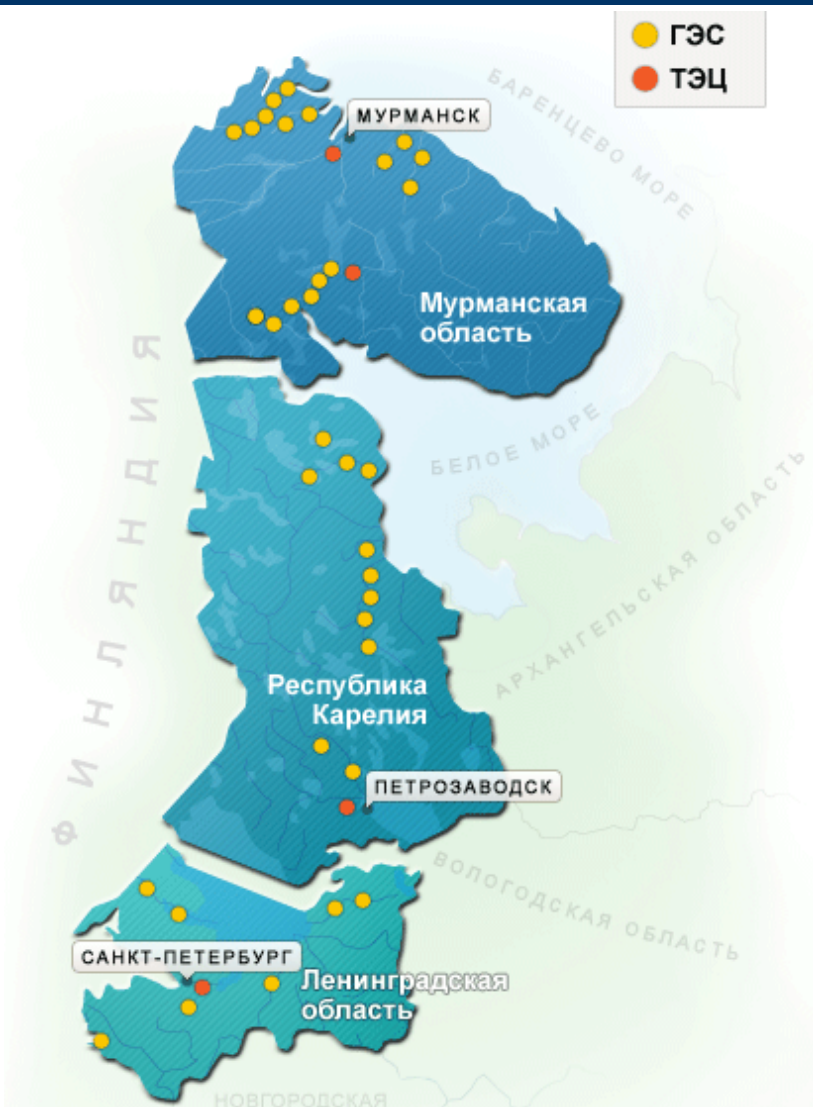 ГЭС
ТЭЦ
БАРЕНЦЕВО МОРЕ
МУРМАНСК
Мурманская
область
ФИНЛЯНДИЯ
БЕЛОЕ МОРЕ
АРХАНГЕЛЬСКАЯ ОБЛАСТЬ
Республика
Карелия
ПЕТРОЗАВОДСК
ВОЛОГОДСКАЯ ОБЛАСТЬ
САНКТ-ПЕТЕРБУРГ
Ленинградская
область
НОВГОРОДСКАЯ